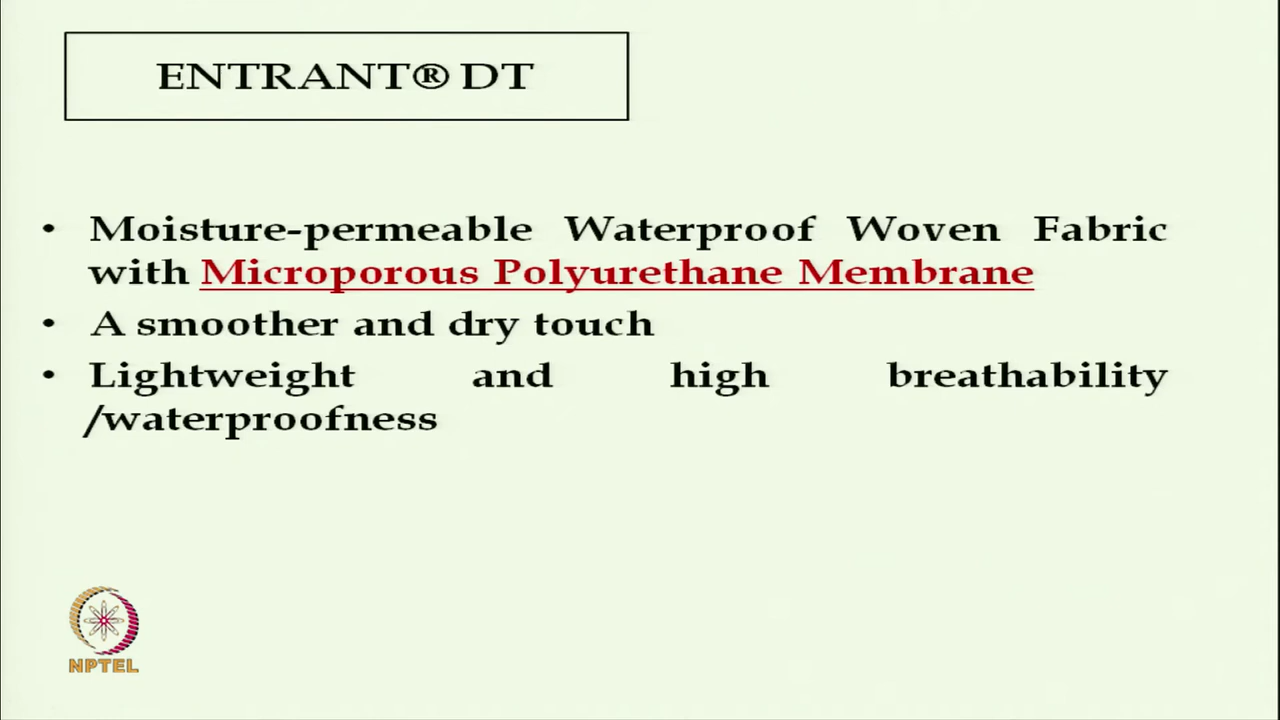 ENTRANT® DT
• Moisture-permeable Waterproof Woven Fabric
with Microporous Polyurethane Membrane
• A smoother and dry touch
• Lightweight and high breathability
/waterproofness
NPTEL